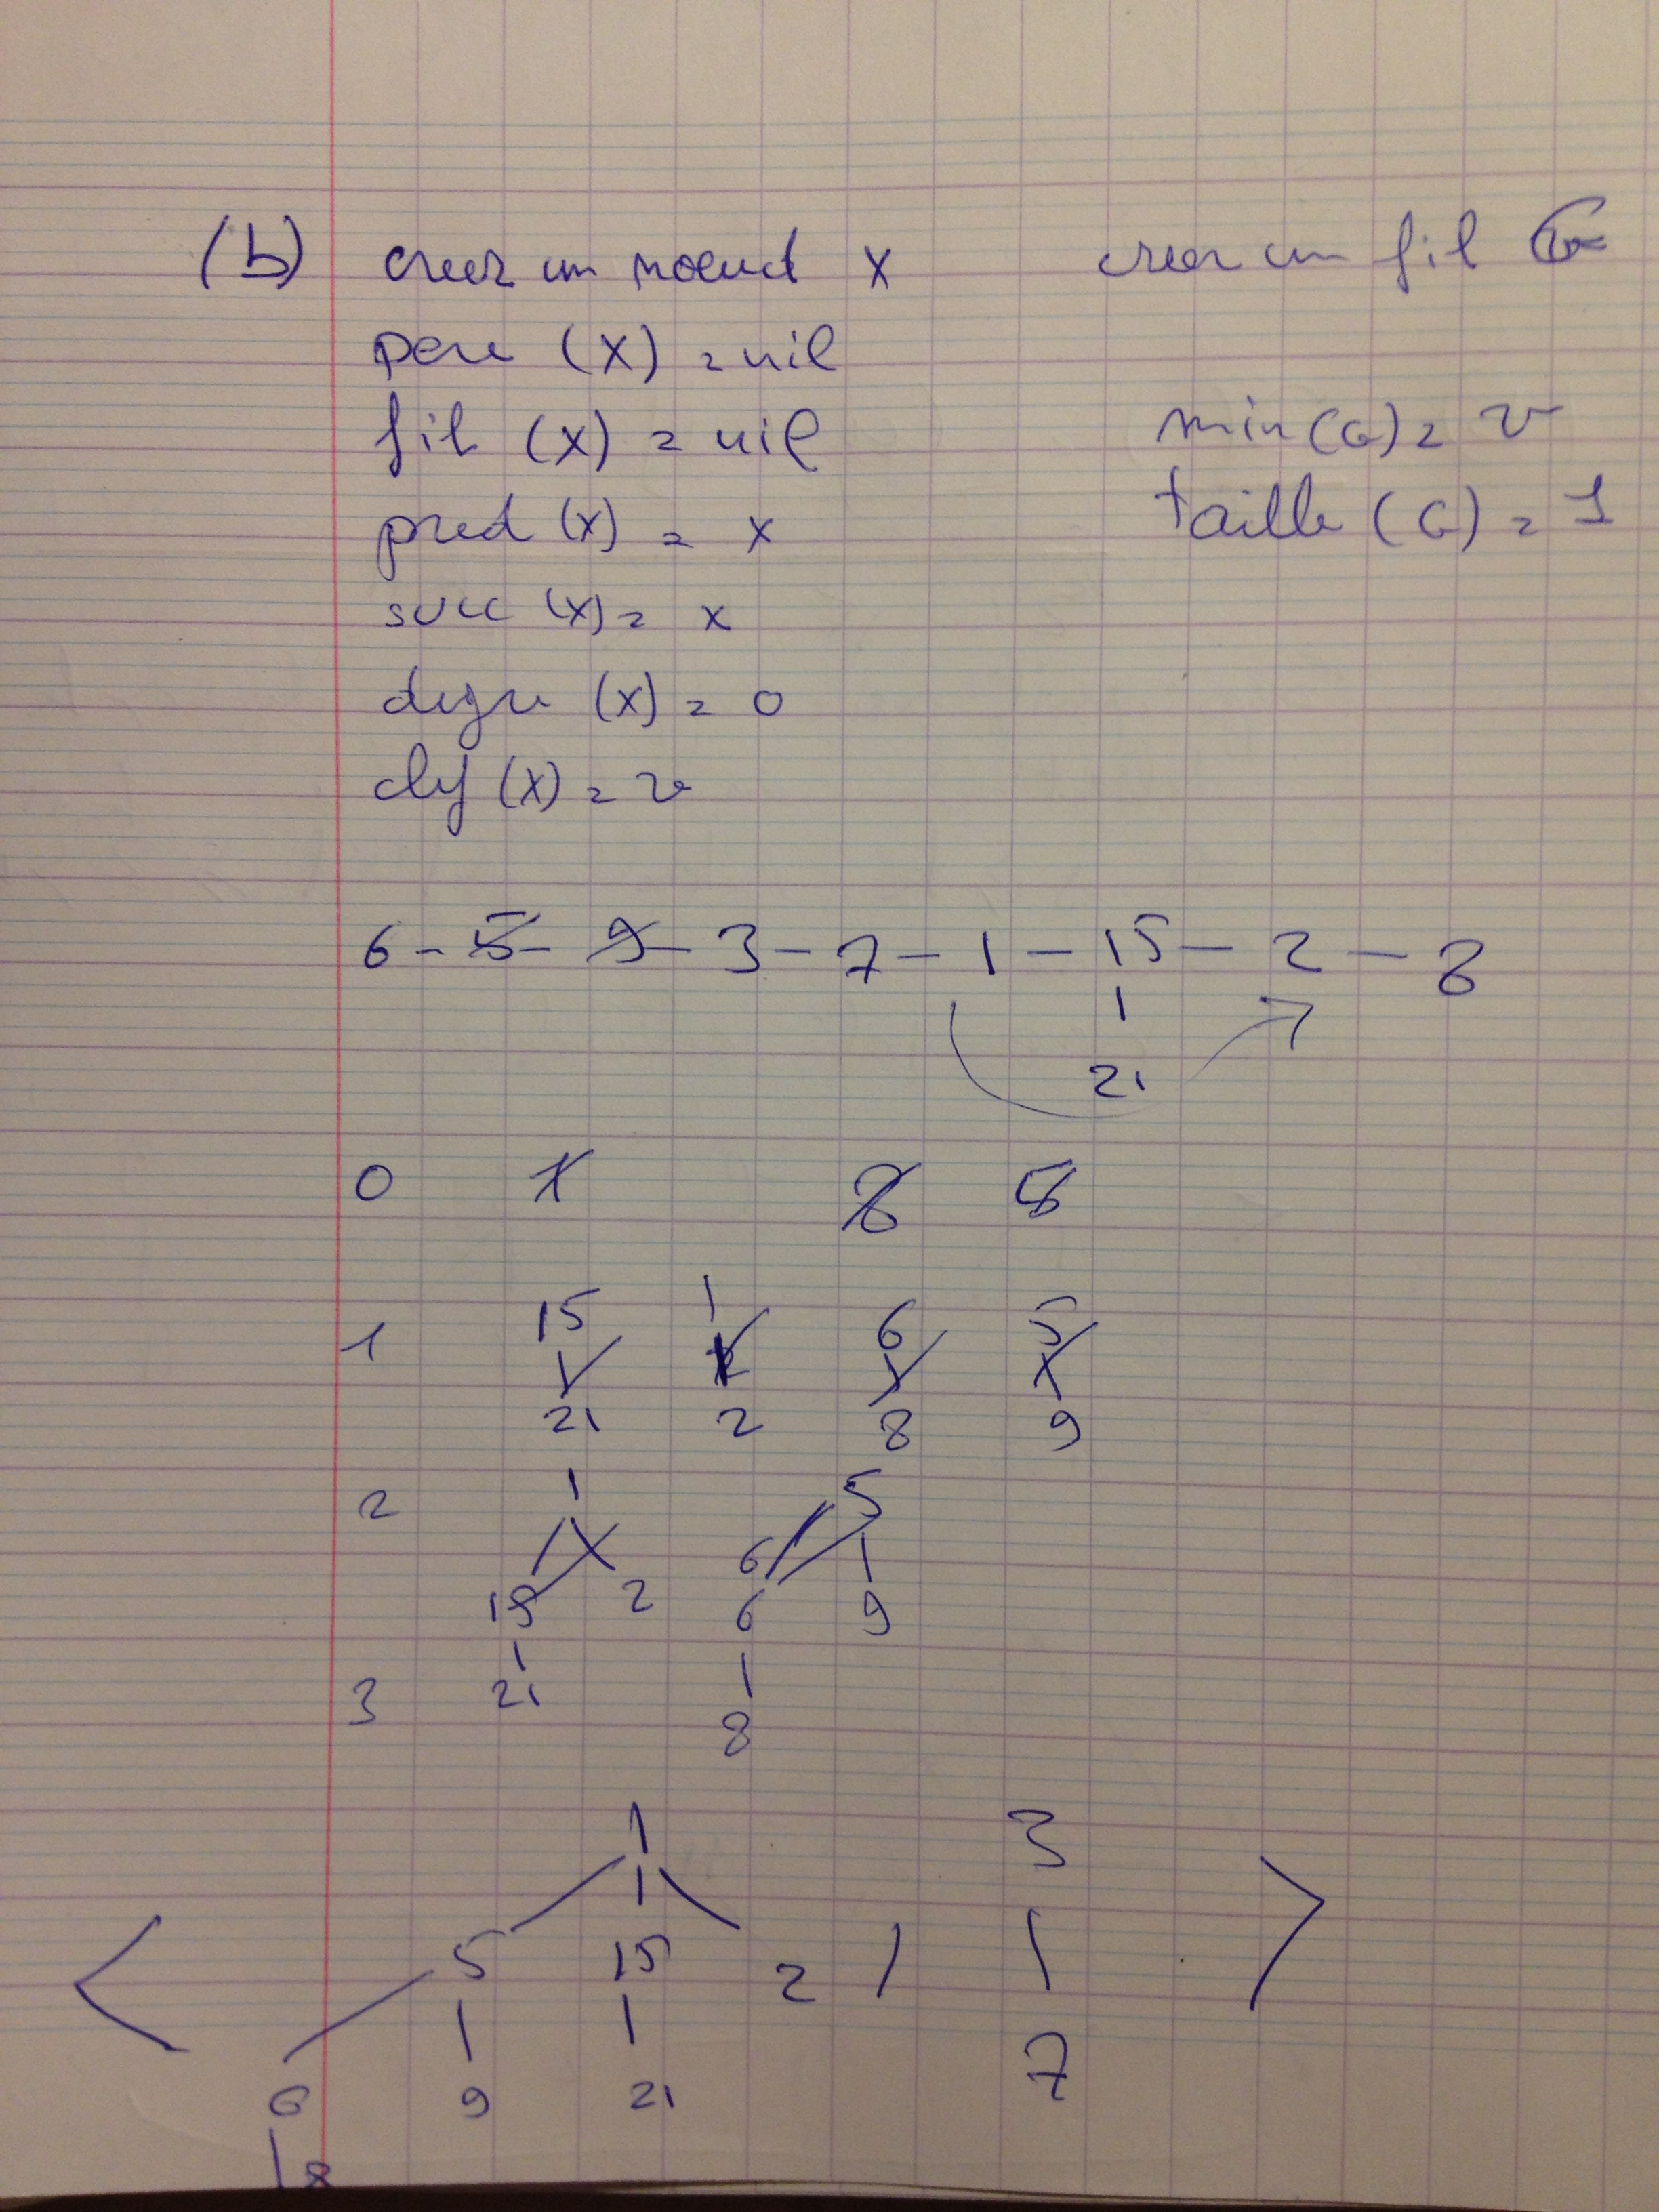 (b) creer un noeud x creer un fil G
pere (x) = nil
fil (x) = nil min(G) = v
pred (x) = x taille (G) = 1
succ (x) = x
degre (x) = 0
clef (x) = v
6 - 5 - 9 - 3 - 7 - 1 - 15 - 2 - 8
21
0 1 8
1 15 1 6 5
21 2 8 9
2 1 5
6
15 2 6 9
3 21
8
1 3
< 5 15 2 , >
6 9 21 7
8